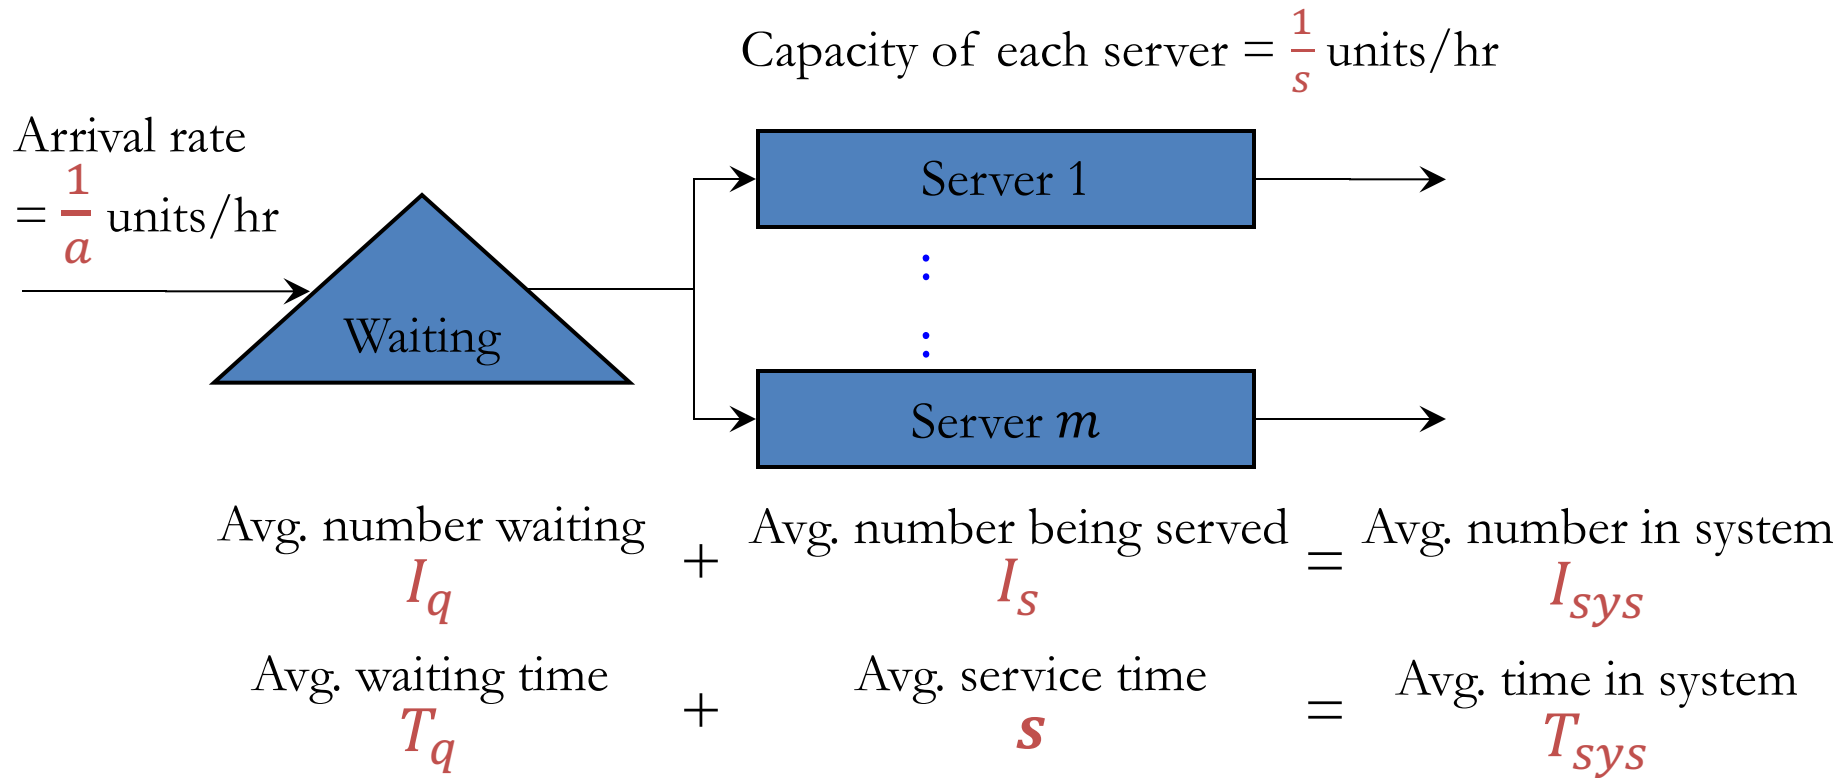 Capacity of each server = 1/s units/hr
Arrival rate
= 1/a units/hr
Server 1
Waiting
Server m
Avg. number waiting + Avg. number being served = Avg. number in system
I_q I_s I_sys
Avg. waiting time + Avg. service time = Avg. time in system
T_q s T_sys